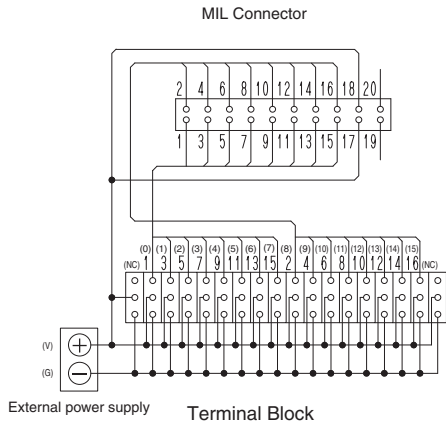 MIL Connector
2 4 6 8 10 12 14 16 18 20
1 3 5 7 9 11 13 15 17 19
(0) (1) (2) (3) (4) (5) (6) (7) (8) (9) (10) (11) (12) (13) (14) (15)
(NC) 1 3 5 7 9 11 13 15 2 4 6 8 10 12 14 16 (NC)
(V) +
(G) −
External power supply
Terminal Block